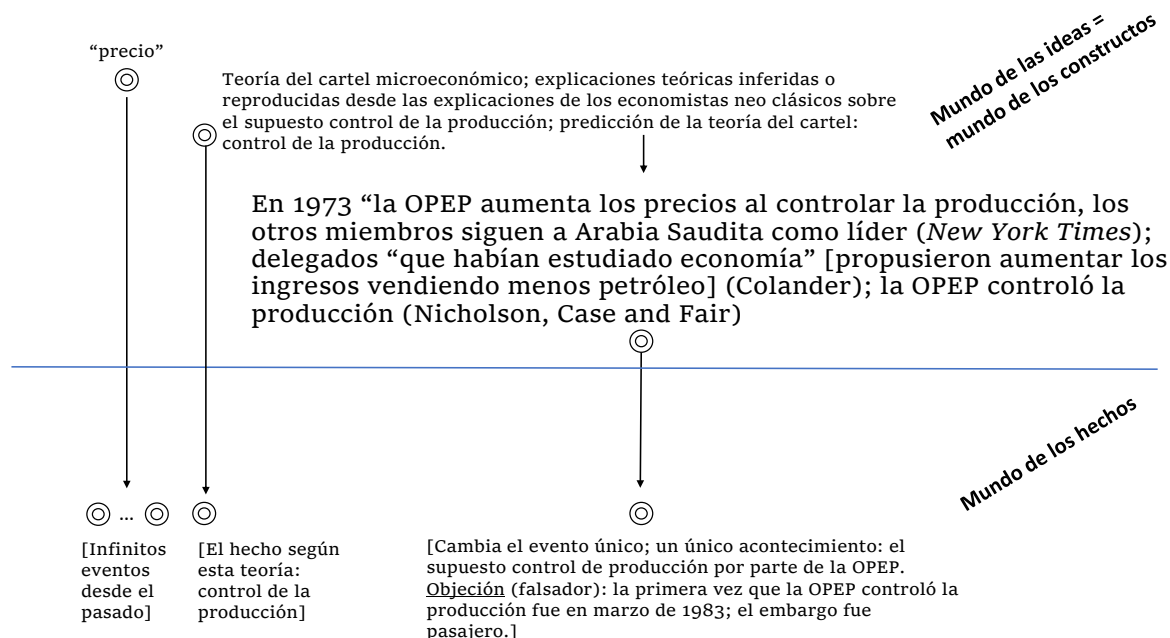 “precio”
Teoría del cartel microeconómico; explicaciones teóricas inferidas o
reproducidas desde las explicaciones de los economistas neo clásicos sobre
el supuesto control de la producción; predicción de la teoría del cartel:
control de la producción.
Mundo de las ideas =
mundo de los constructos
En 1973 “la OPEP aumenta los precios al controlar la producción, los
otros miembros siguen a Arabia Saudita como líder (New York Times);
delegados “que habían estudiado economía” [propusieron aumentar los
ingresos vendiendo menos petróleo] (Colander); la OPEP controló la
producción (Nicholson, Case and Fair)
Mundo de los hechos
...
[Infinitos
eventos
desde el
pasado]
[El hecho según
esta teoría:
control de la
producción]
[Cambia el evento único; un único acontecimiento: el
supuesto control de producción por parte de la OPEP.
Objeción (falsador): la primera vez que la OPEP controló la
producción fue en marzo de 1983; el embargo fue
pasajero.]